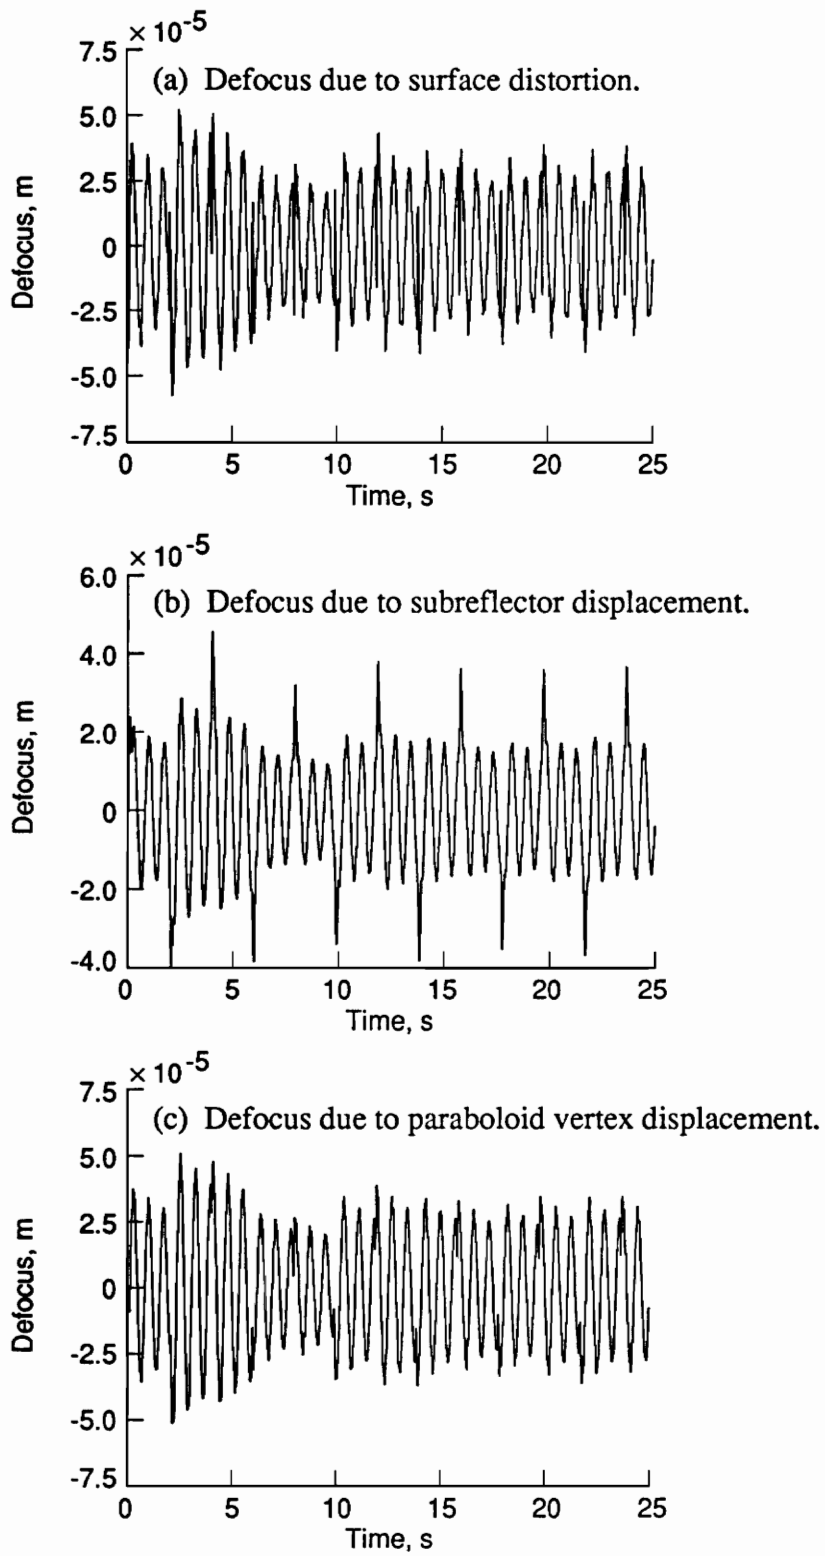 × 10-5
7.5
(a) Defocus due to surface distortion.
5.0
2.5
0
-2.5
-5.0
-7.5
Defocus, m
0 5 10 15 20 25
Time, s
× 10-5
6.0
(b) Defocus due to subreflector displacement.
4.0
2.0
0
-2.0
-4.0
Defocus, m
0 5 10 15 20 25
Time, s
× 10-5
7.5
(c) Defocus due to paraboloid vertex displacement.
5.0
2.5
0
-2.5
-5.0
-7.5
Defocus, m
0 5 10 15 20 25
Time, s